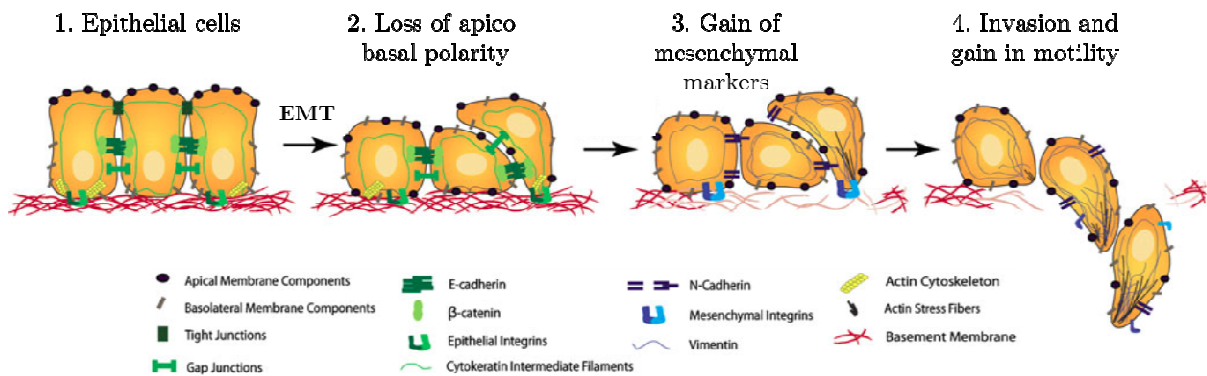 1. Epithelial cells
2. Loss of apico
basal polarity
3. Gain of
mesenchymal
markers
4. Invasion and
gain in motility
EMT
Apical Membrane Components
Basolateral Membrane Components
Tight Junctions
Gap Junctions
E-cadherin
β-catenin
Epithelial Integrins
Cytokeratin Intermediate Filaments
N-Cadherin
Mesenchymal Integrins
Vimentin
Actin Cytoskeleton
Actin Stress Fibers
Basement Membrane